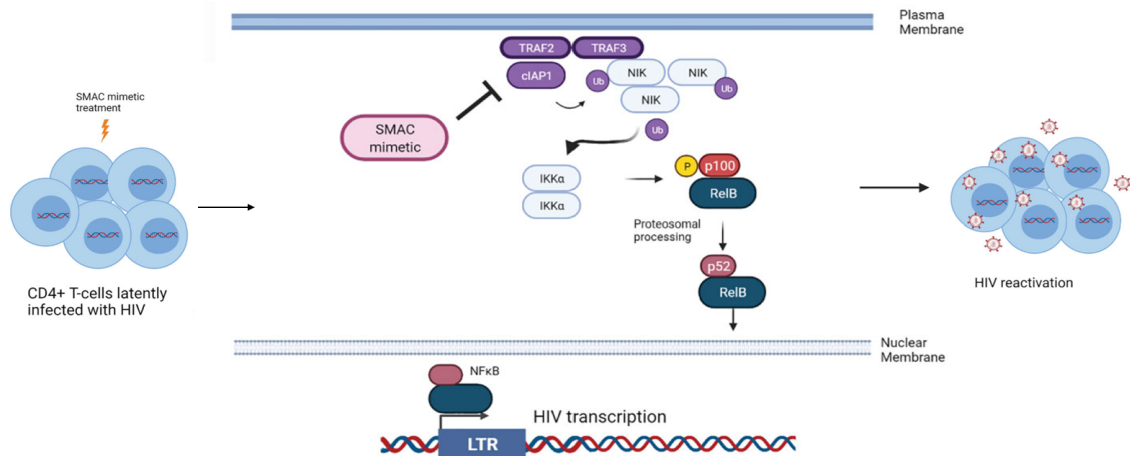 Plasma
Membrane
TRAF2
TRAF3
cIAP1
Ub
NIK
NIK
Ub
NIK
Ub
SMAC mimetic
treatment
SMAC
mimetic
IKKα
IKKα
P
p100
RelB
Proteosomal
processing
p52
RelB
CD4+ T-cells latently
infected with HIV
HIV reactivation
Nuclear
Membrane
NFκB
HIV transcription
LTR